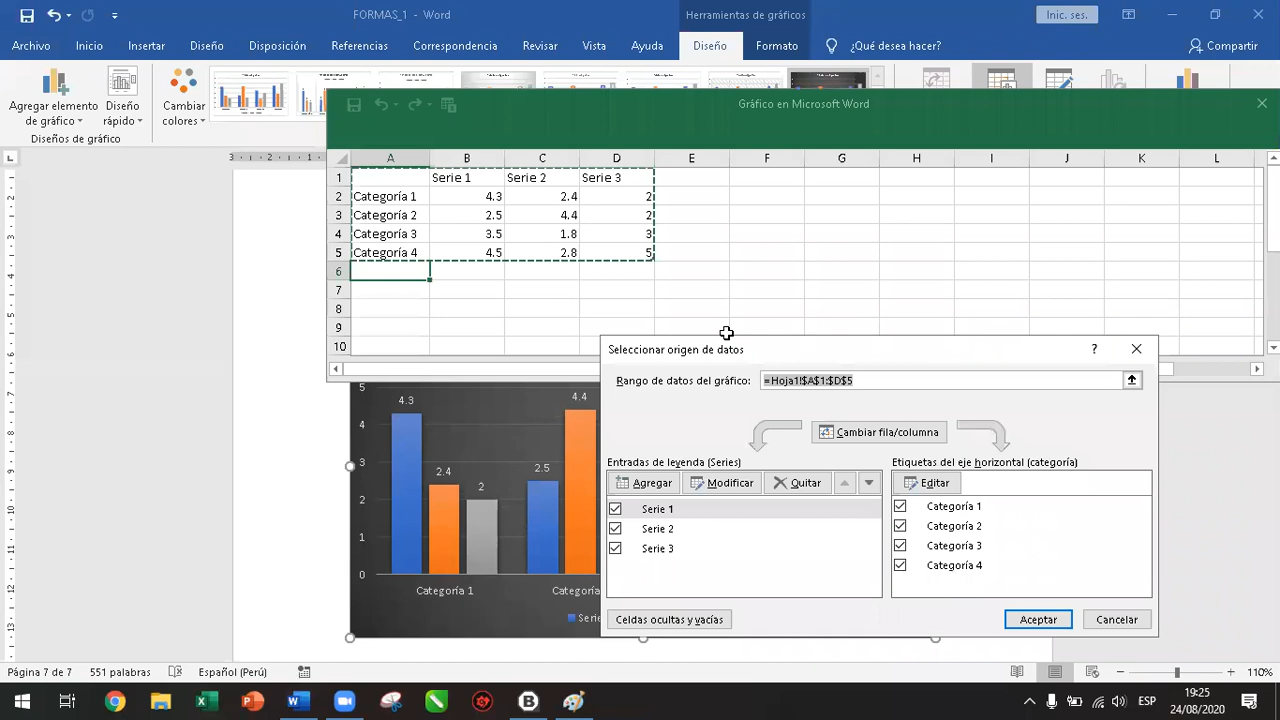 FORMAS_1 - Word
Herramientas de gráficos
Inic. ses.
Archivo Inicio Insertar Diseño Disposición Referencias Correspondencia Revisar Vista Ayuda Diseño Formato ¿Qué desea hacer? Compartir
Agregar elemento de gráfico
Diseño rápido
Cambiar colores
Diseños de gráfico
Gráfico en Microsoft Word
A B C D E F G H I J K L
1 Serie 1 Serie 2 Serie 3
2 Categoría 1 4.3 2.4 2
3 Categoría 2 2.5 4.4 2
4 Categoría 3 3.5 1.8 3
5 Categoría 4 4.5 2.8 5
6
7
8
9
10
Seleccionar origen de datos ?
Rango de datos del gráfico: =Hoja1!$A$1:$D$5
Cambiar fila/columna
Entradas de leyenda (Series)
Agregar Modificar Quitar
Serie 1
Serie 2
Serie 3
Etiquetas del eje horizontal (categoría)
Editar
Categoría 1
Categoría 2
Categoría 3
Categoría 4
Celdas ocultas y vacías Aceptar Cancelar
5
4
3
2
1
0
4.3
2.4
2
2.5
4.4
Categoría 1 Categoría
Serie
Página 7 de 7 551 palabras Español (Perú) 110%
ESP
19:25
24/08/2020